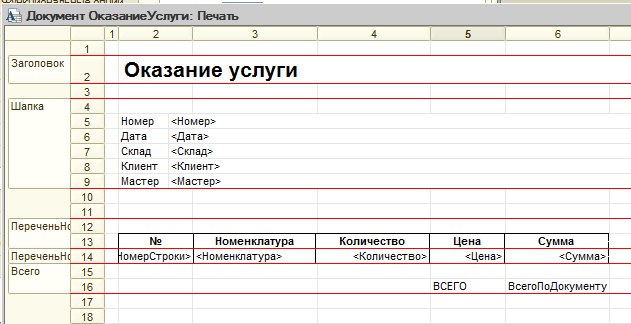 Документ ОказаниеУслуги: Печать
1 2 3 4 5 6
1
Заголовок 2 Оказание услуги
3
Шапка 4
5 Номер <Номер>
6 Дата <Дата>
7 Склад <Склад>
8 Клиент <Клиент>
9 Мастер <Мастер>
10
11
ПереченьНо 12
13 № Номенклатура Количество Цена Сумма
ПереченьНо 14 НомерСтроки> <Номенклатура> <Количество> <Цена> <Сумма>
Всего 15
16 ВСЕГО ВсегоПоДокументу
17
18